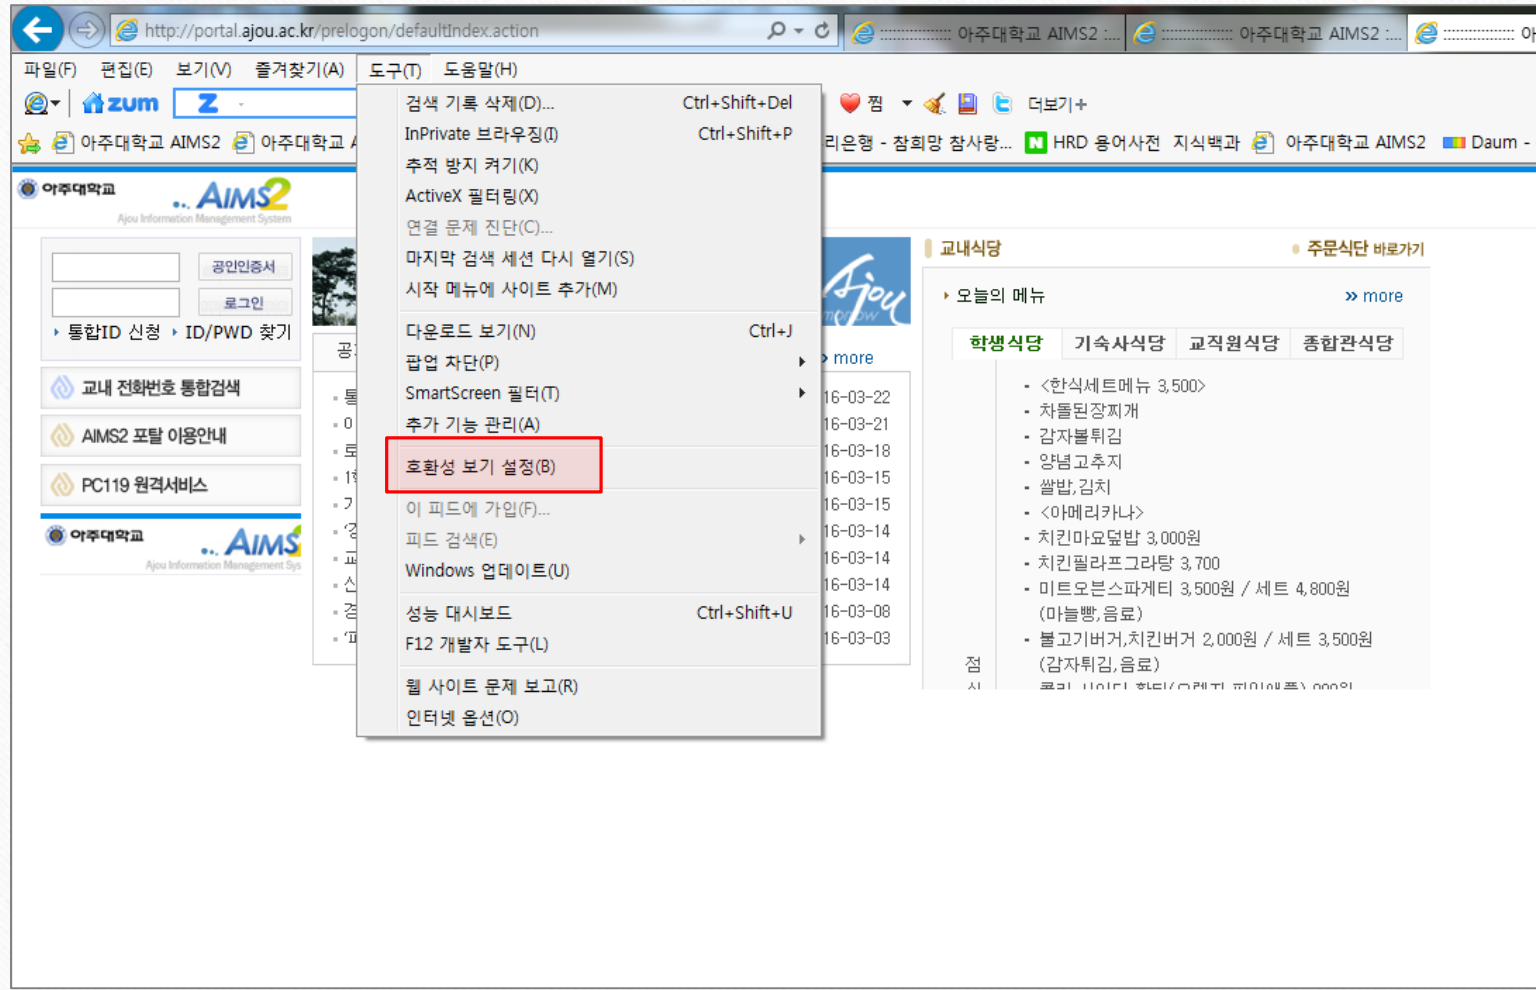 http://portal.ajou.ac.kr/prelogon/defaultIndex.action
아주대학교 AIMS2 :...
아주대학교 AIMS2 :...
파일(F) 편집(E) 보기(V) 즐겨찾기(A) 도구(T) 도움말(H)
zum Z
찜 더보기+
아주대학교 AIMS2
리은행 - 참희망 참사랑... N HRD 용어사전 지식백과 아주대학교 AIMS2 Daum -
검색 기록 삭제(D)... Ctrl+Shift+Del
InPrivate 브라우징(I) Ctrl+Shift+P
추적 방지 켜기(K)
ActiveX 필터링(X)
연결 문제 진단(C)...
마지막 검색 세션 다시 열기(S)
시작 메뉴에 사이트 추가(M)
다운로드 보기(N) Ctrl+J
팝업 차단(P)
SmartScreen 필터(T)
추가 기능 관리(A)
호환성 보기 설정(B)
이 피드에 가입(F)...
피드 검색(E)
Windows 업데이트(U)
성능 대시보드 Ctrl+Shift+U
F12 개발자 도구(L)
웹 사이트 문제 보고(R)
인터넷 옵션(O)
아주대학교 AIMS2
Ajou Information Management System
공인인증서
로그인
통합ID 신청 ID/PWD 찾기
교내 전화번호 통합검색
AIMS2 포탈 이용안내
PC119 원격서비스
아주대학교 AIMS
Ajou Information Management Sys
Ajou
more
16-03-22
16-03-21
16-03-18
16-03-15
16-03-15
16-03-14
16-03-14
16-03-14
16-03-08
16-03-03
교내식당 주문식단 바로가기
오늘의 메뉴 » more
학생식당 기숙사식당 교직원식당 종합관식당
- <한식세트메뉴 3,500>
- 차돌된장찌개
- 감자볼튀김
- 양념고추지
- 쌀밥,김치
- <아메리카나>
- 치킨마요덮밥 3,000원
- 치킨필라프그라탕 3,700
- 미트오븐스파게티 3,500원 / 세트 4,800원
(마늘빵,음료)
- 불고기버거,치킨버거 2,000원 / 세트 3,500원
점 (감자튀김,음료)